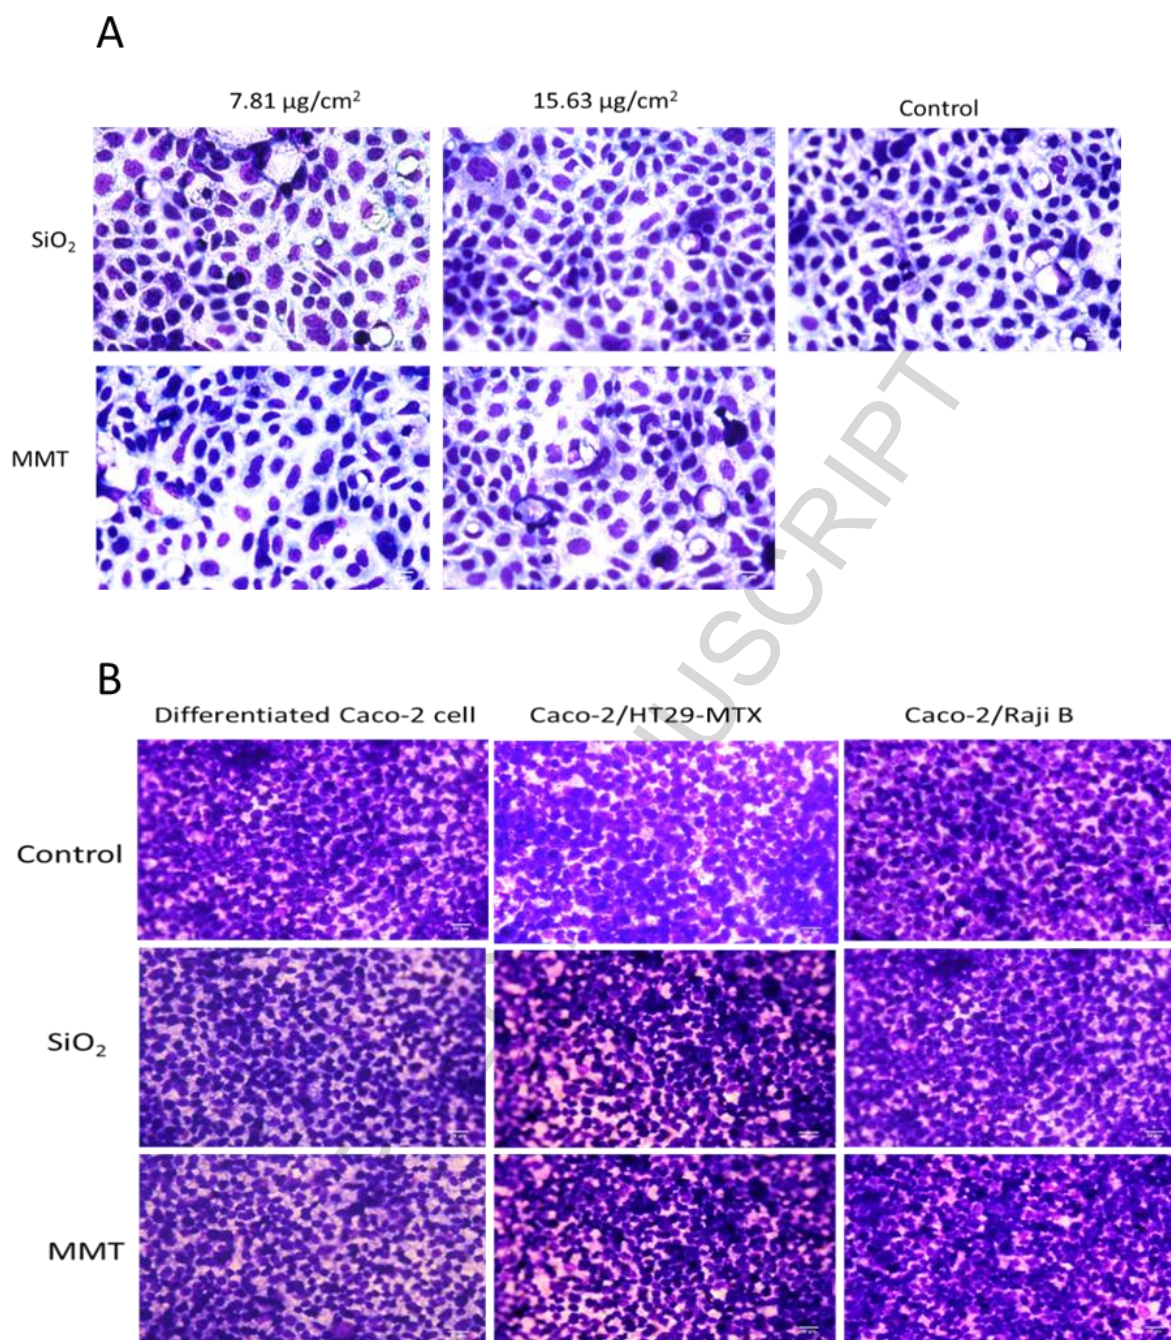 A
7.81 µg/cm²
15.63 µg/cm²
Control
SiO₂
MMT
USCRIPT
B
Differentiated Caco-2 cell
Caco-2/HT29-MTX
Caco-2/Raji B
Control
SiO₂
MMT